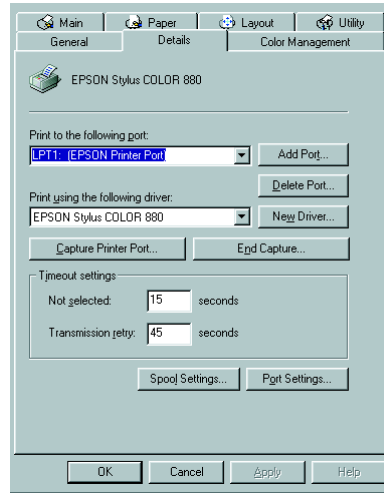 Main Paper Layout Utility
General Details Color Management
EPSON Stylus COLOR 880
Print to the following port:
LPT1: (EPSON Printer Port) Add Port...
Delete Port...
Print using the following driver:
EPSON Stylus COLOR 880 New Driver...
Capture Printer Port... End Capture...
Timeout settings
Not selected: 15 seconds
Transmission retry: 45 seconds
Spool Settings... Port Settings...
OK Cancel Apply Help